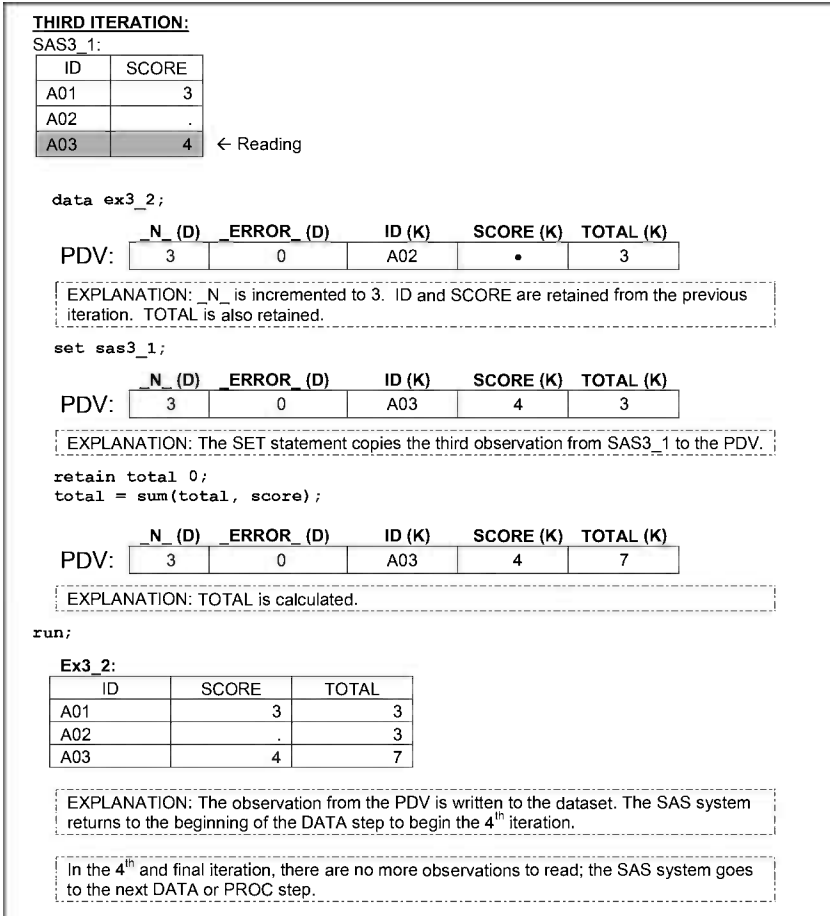 THIRD ITERATION:
SAS3_1:
ID SCORE
A01 3
A02 .
A03 4 ← Reading
data ex3_2;
_N_ (D) _ERROR_ (D) ID (K) SCORE (K) TOTAL (K)
PDV: 3 0 A02 • 3
EXPLANATION: _N_ is incremented to 3. ID and SCORE are retained from the previous
iteration. TOTAL is also retained.
set sas3_1;
_N_ (D) _ERROR_ (D) ID (K) SCORE (K) TOTAL (K)
PDV: 3 0 A03 4 3
EXPLANATION: The SET statement copies the third observation from SAS3_1 to the PDV.
retain total 0;
total = sum(total, score);
_N_ (D) _ERROR_ (D) ID (K) SCORE (K) TOTAL (K)
PDV: 3 0 A03 4 7
EXPLANATION: TOTAL is calculated.
run;
Ex3_2:
ID SCORE TOTAL
A01 3 3
A02 . 3
A03 4 7
EXPLANATION: The observation from the PDV is written to the dataset. The SAS system
returns to the beginning of the DATA step to begin the 4th iteration.
In the 4th and final iteration, there are no more observations to read; the SAS system goes
to the next DATA or PROC step.